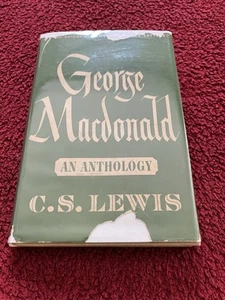 George
Macdonald
AN ANTHOLOGY
C.S. LEWIS